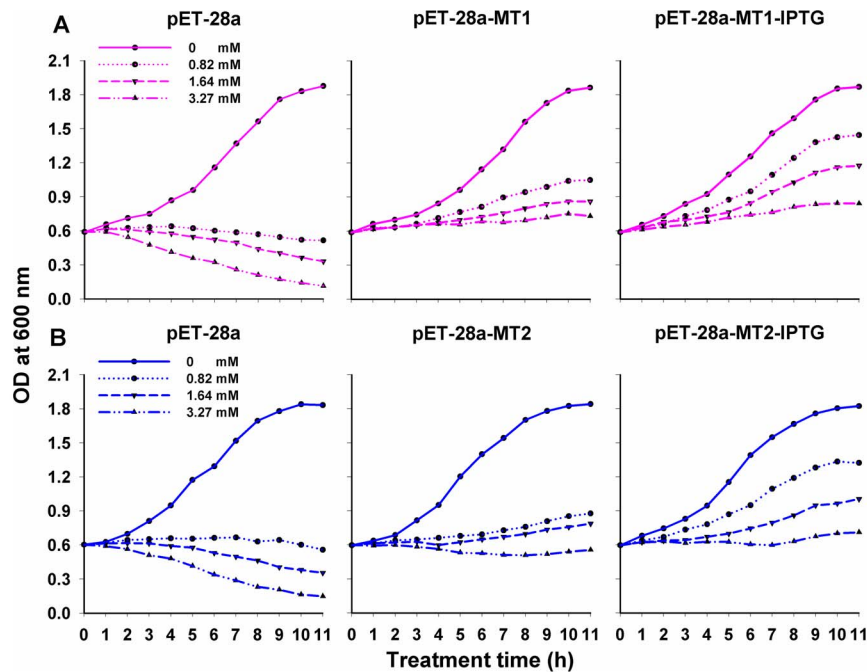 A
pET-28a
pET-28a-MT1
pET-28a-MT1-IPTG
0 mM
0.82 mM
1.64 mM
3.27 mM
2.1
1.8
1.5
1.2
0.9
0.6
0.3
0.0
B
pET-28a
pET-28a-MT2
pET-28a-MT2-IPTG
0 mM
0.82 mM
1.64 mM
3.27 mM
2.1
1.8
1.5
1.2
0.9
0.6
0.3
0.0
OD at 600 nm
0 1 2 3 4 5 6 7 8 9 10 11
0 1 2 3 4 5 6 7 8 9 10 11
0 1 2 3 4 5 6 7 8 9 10 11
Treatment time (h)